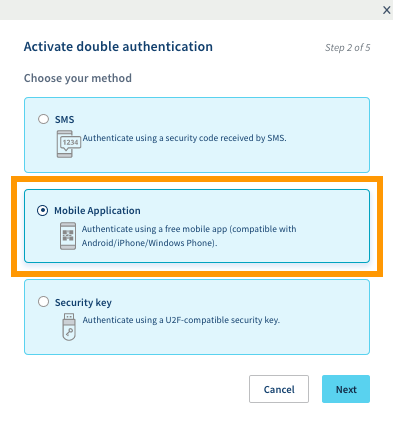 Activate double authentication
Step 2 of 5
Choose your method
SMS
1234
Authenticate using a security code received by SMS.
Mobile Application
Authenticate using a free mobile app (compatible with
Android/iPhone/Windows Phone).
Security key
Authenticate using a U2F-compatible security key.
Cancel
Next